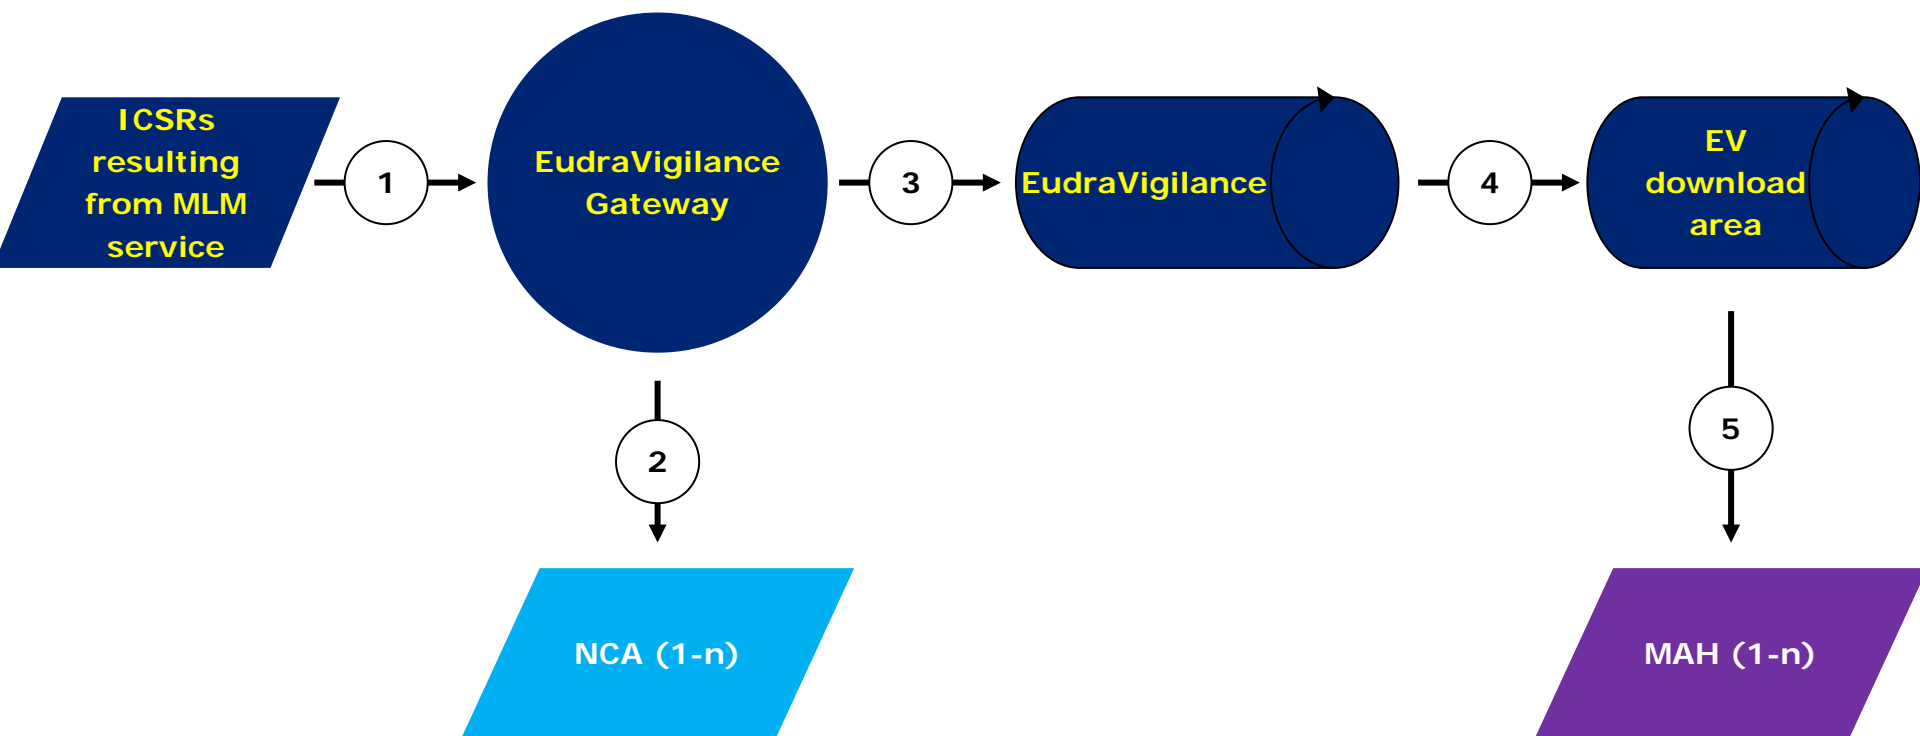 ICSRs
resulting
from MLM
service
1
EudraVigilance
Gateway
3
EudraVigilance
4
EV
download
area
2
5
NCA (1-n)
MAH (1-n)